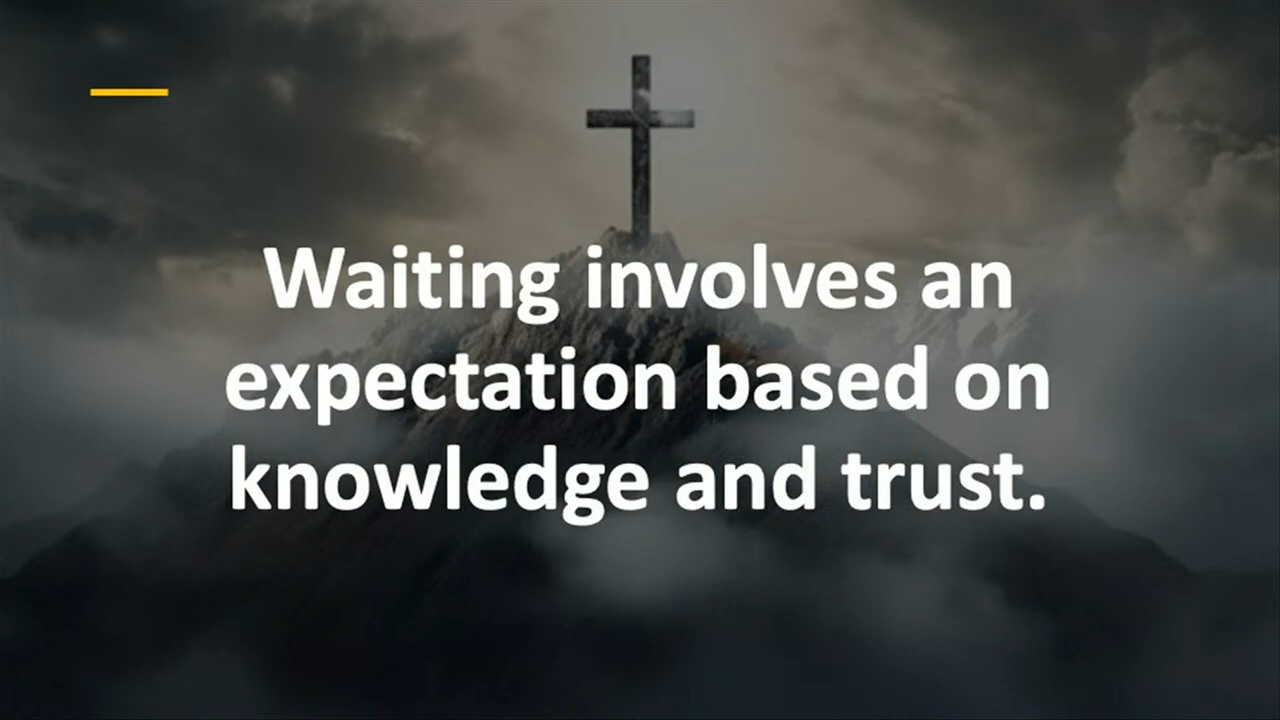 Waiting involves an
expectation based on
knowledge and trust.